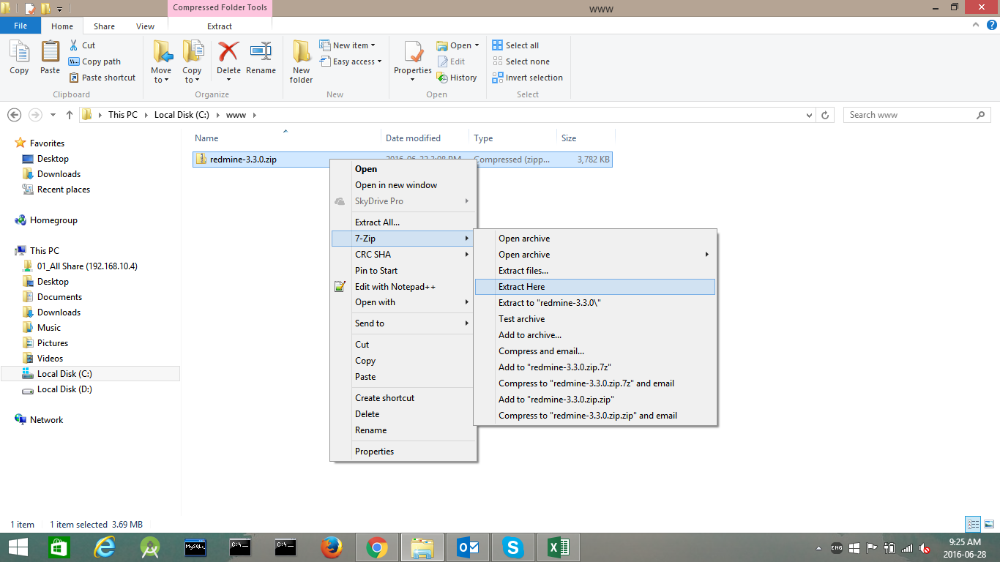 Compressed Folder Tools
www
File
Home
Share
View
Extract
Copy
Paste
Cut
Copy path
Paste shortcut
Clipboard
Move to
Copy to
Delete
Rename
Organize
New folder
New item
Easy access
New
Properties
Open
Edit
History
Open
Select all
Select none
Invert selection
Select
This PC
Local Disk (C:)
www
Search www
Favorites
Desktop
Downloads
Recent places
Homegroup
This PC
01_All Share (192.168.10.4)
Desktop
Documents
Downloads
Music
Pictures
Videos
Local Disk (C:)
Local Disk (D:)
Network
Name
Date modified
Type
Size
redmine-3.3.0.zip
2016-06-22 2:08 PM
Compressed (zipp...
3,782 KB
Open
Open in new window
SkyDrive Pro
Extract All...
7-Zip
CRC SHA
Pin to Start
Edit with Notepad++
Open with
Send to
Cut
Copy
Paste
Create shortcut
Delete
Rename
Properties
Open archive
Open archive
Extract files...
Extract Here
Extract to "redmine-3.3.0\"
Test archive
Add to archive...
Compress and email...
Add to "redmine-3.3.0.zip.7z"
Compress to "redmine-3.3.0.zip.7z" and email
Add to "redmine-3.3.0.zip.zip"
Compress to "redmine-3.3.0.zip.zip" and email
1 item
1 item selected 3.69 MB
MySQL
C:\
C:\
ENG
9:25 AM
2016-06-28